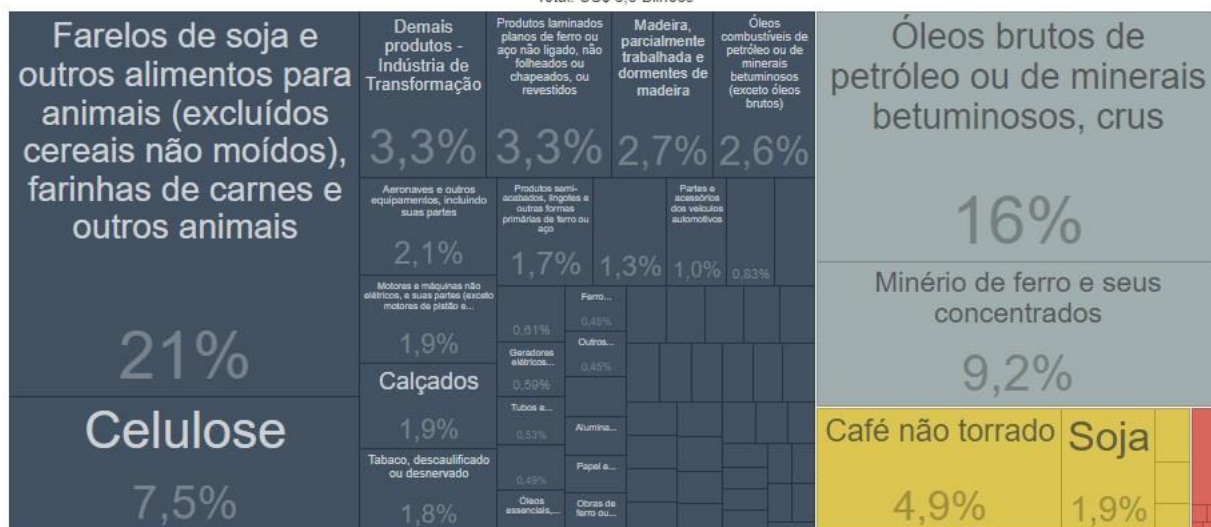 Farelos de soja e
outros alimentos para
animais (excluídos
cereais não moídos),
farinhas de carnes e
outros animais
21%
Celulose
7,5%
Demais
produtos -
Indústria de
Transformação
3,3%
Produtos laminados
planos de ferro ou
aço não ligado, não
folheados ou
chapeados, ou
revestidos
3,3%
Madeira,
parcialmente
trabalhada e
dormentes de
madeira
2,7%
Óleos
combustíveis de
petróleo ou de
minerais
betuminosos
(exceto óleos
brutos)
2,6%
Aeronaves e outros
equipamentos, incluindo
suas partes
2,1%
Motores e máquinas não
elétricos, e suas partes (exceto
motores de pistão e...
1,9%
Calçados
1,9%
Tabaco, descaulificado
ou desnervado
1,8%
Produtos semi-
acabados, lingotes e
outras formas
primárias de ferro ou
aço
1,7%
1,3%
Partes e
acessórios
dos veículos
automotivos
1,0%
0,83%
0,61%
Geradores
elétricos...
0,59%
Tubos e...
0,53%
0,49%
Óleos
essenciais,...
Ferro...
0,45%
Outros...
0,45%
Alumina...
Papel e...
Obras de
ferro ou...
Óleos brutos de
petróleo ou de minerais
betuminosos, crus
16%
Minério de ferro e seus
concentrados
9,2%
Café não torrado
4,9%
Soja
1,9%